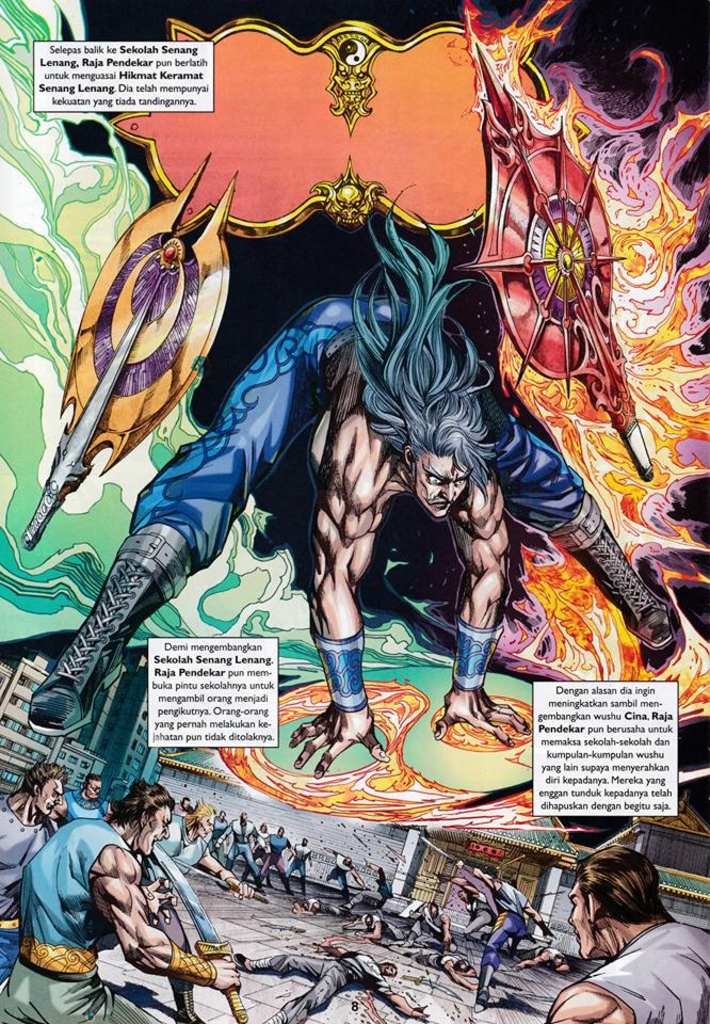 Selepas balik ke Sekolah Senang
Lenang, Raja Pendekar pun berlatih
untuk menguasai Hikmat Keramat
Senang Lenang. Dia telah mempunyai
kekuatan yang tiada tandingannya.
Demi mengembangkan
Sekolah Senang Lenang,
Raja Pendekar pun mem-
buka pintu sekolahnya untuk
mengambil orang menjadi
pengikutnya. Orang-orang
yang pernah melakukan ke-
jahatan pun tidak ditolaknya.
Dengan alasan dia ingin
meningkatkan sambil me-
ngembangkan wushu Cina, Raja
Pendekar pun berusaha untuk
memaksa sekolah-sekolah dan
kumpulan-kumpulan wushu
yang lain supaya menyerahkan
diri kepadanya. Mereka yang
enggan tunduk kepadanya telah
dihapuskan dengan begitu saja.
8